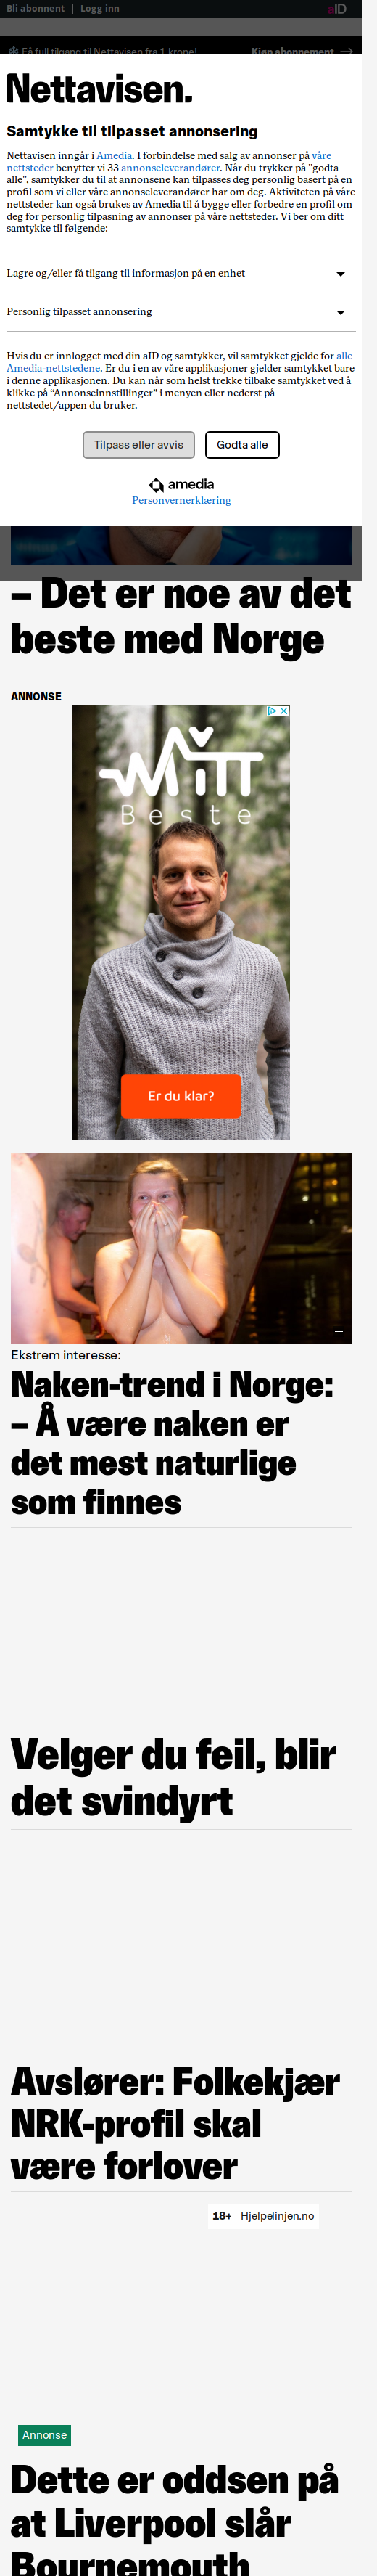 Bli abonnent | Logg inn
aID
Få full tilgang til Nettavisen fra 1 krone!
Kjøp abonnement
Nettavisen.
Samtykke til tilpasset annonsering
Nettavisen inngår i Amedia. I forbindelse med salg av annonser på våre
nettsteder benytter vi 33 annonseleverandører. Når du trykker på "godta
alle", samtykker du til at annonsene kan tilpasses deg personlig basert på en
profil som vi eller våre annonseleverandører har om deg. Aktiviteten på våre
nettsteder kan også brukes av Amedia til å bygge eller forbedre en profil om
deg for personlig tilpasning av annonser på våre nettsteder. Vi ber om ditt
samtykke til følgende:
Lagre og/eller få tilgang til informasjon på en enhet
Personlig tilpasset annonsering
Hvis du er innlogget med din aID og samtykker, vil samtykket gjelde for alle
Amedia-nettstedene. Er du i en av våre applikasjoner gjelder samtykket bare
i denne applikasjonen. Du kan når som helst trekke tilbake samtykket ved å
klikke på “Annonseinnstillinger” i menyen eller nederst på
nettstedet/appen du bruker.
Tilpass eller avvis
Godta alle
amedia
Personvernerklæring
– Det er noe av det
beste med Norge
ANNONSE
MiTT
Beste
Er du klar?
Ekstrem interesse:
Naken-trend i Norge:
– Å være naken er
det mest naturlige
som finnes
Velger du feil, blir
det svindyrt
Avslører: Folkekjær
NRK-profil skal
være forlover
18+ | Hjelpelinjen.no
Annonse
Dette er oddsen på
at Liverpool slår
Bournemouth